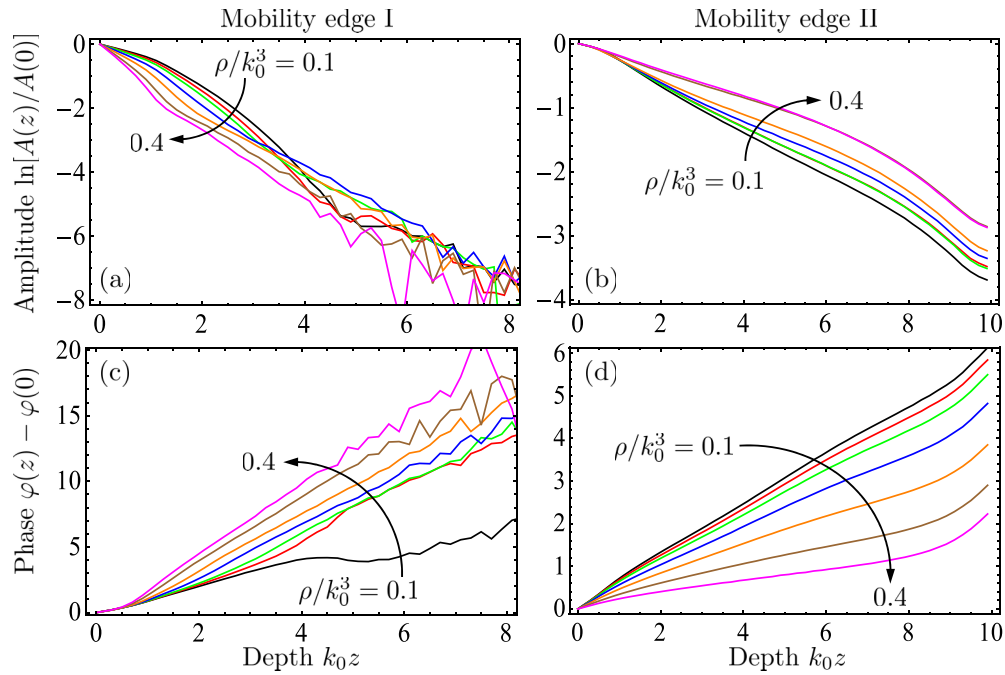 Mobility edge I
Mobility edge II
Amplitude ln[A(z)/A(0)]
0
−2
−4
−6
−8
ρ/k₀³ = 0.1
0.4
(a)
0 2 4 6 8
0
−1
−2
−3
−4
0.4
ρ/k₀³ = 0.1
(b)
0 2 4 6 8 10
Phase φ(z) − φ(0)
20
15
10
5
0
(c)
0.4
ρ/k₀³ = 0.1
0 2 4 6 8
Depth k₀z
6
5
4
3
2
1
0
(d)
ρ/k₀³ = 0.1
0.4
0 2 4 6 8 10
Depth k₀z